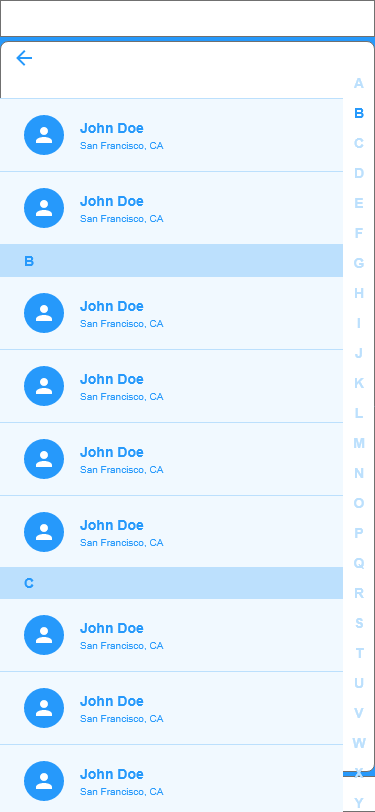 John Doe
San Francisco, CA
John Doe
San Francisco, CA
B
John Doe
San Francisco, CA
John Doe
San Francisco, CA
John Doe
San Francisco, CA
John Doe
San Francisco, CA
C
John Doe
San Francisco, CA
John Doe
San Francisco, CA
John Doe
San Francisco, CA
A
B
C
D
E
F
G
H
I
J
K
L
M
N
O
P
Q
R
S
T
U
V
W
X
Y